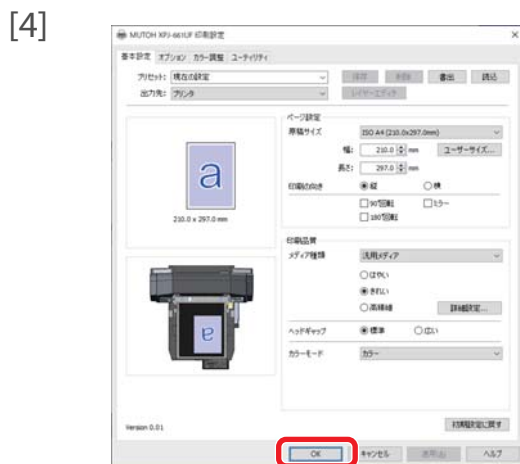 [4]
MUTOH XPJ-661UF 印刷設定
基本設定 オプション カラー調整 ユーティリティ
プリセット: 現在の設定 保存 削除 書出 読込
出力先: プリンタ レイヤーエディタ
ページ設定
原稿サイズ ISO A4 (210.0x297.0mm)
幅: 210.0 mm ユーザーサイズ...
長さ: 297.0 mm
a
印刷の向き 縦 横
90°回転 ミラー
180°回転
210.0 x 297.0 mm
印刷品質
メディア種類 汎用メディア
はやい
きれい
高精細 詳細設定...
ヘッドギャップ 標準 広い
a
カラーモード カラー
Version 0.01 初期設定に戻す
OK キャンセル 適用(A) ヘルプ